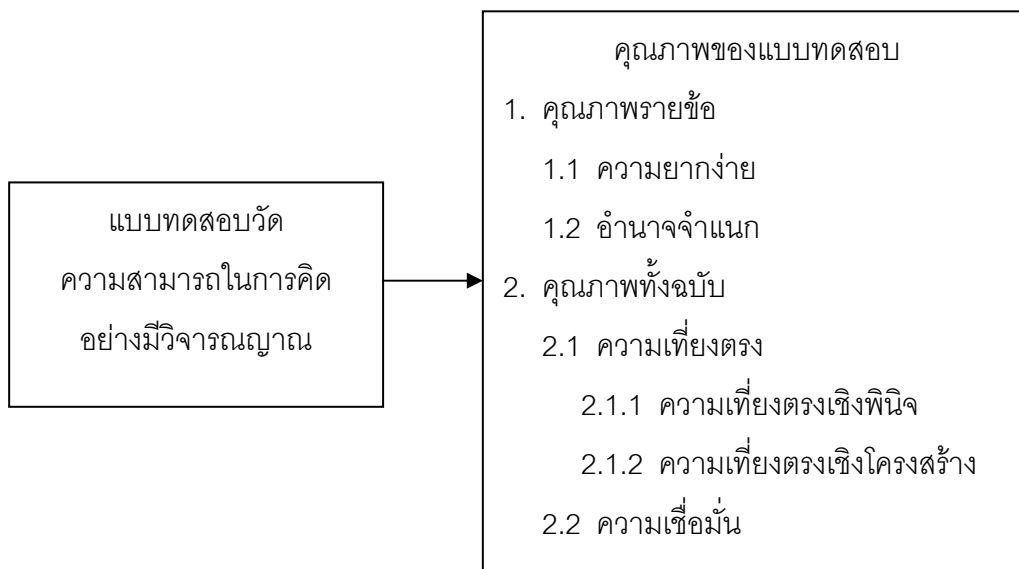 แบบทดสอบวัด
ความสามารถในการคิด
อย่างมีวิจารณญาณ
คุณภาพของแบบทดสอบ
1. คุณภาพรายข้อ
1.1 ความยากง่าย
1.2 อำนาจจำแนก
2. คุณภาพทั้งฉบับ
2.1 ความเที่ยงตรง
2.1.1 ความเที่ยงตรงเชิงพินิจ
2.1.2 ความเที่ยงตรงเชิงโครงสร้าง
2.2 ความเชื่อมั่น